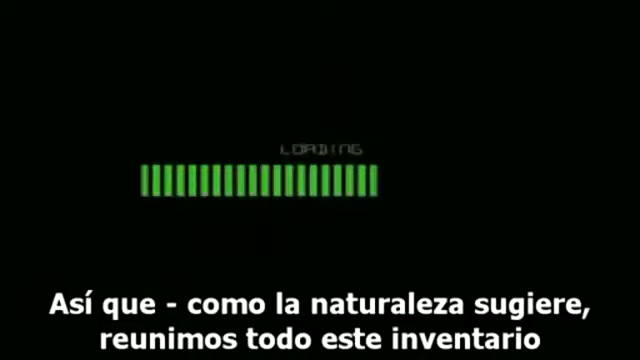 LOADING
Así que - como la naturaleza sugiere,
reunimos todo este inventario